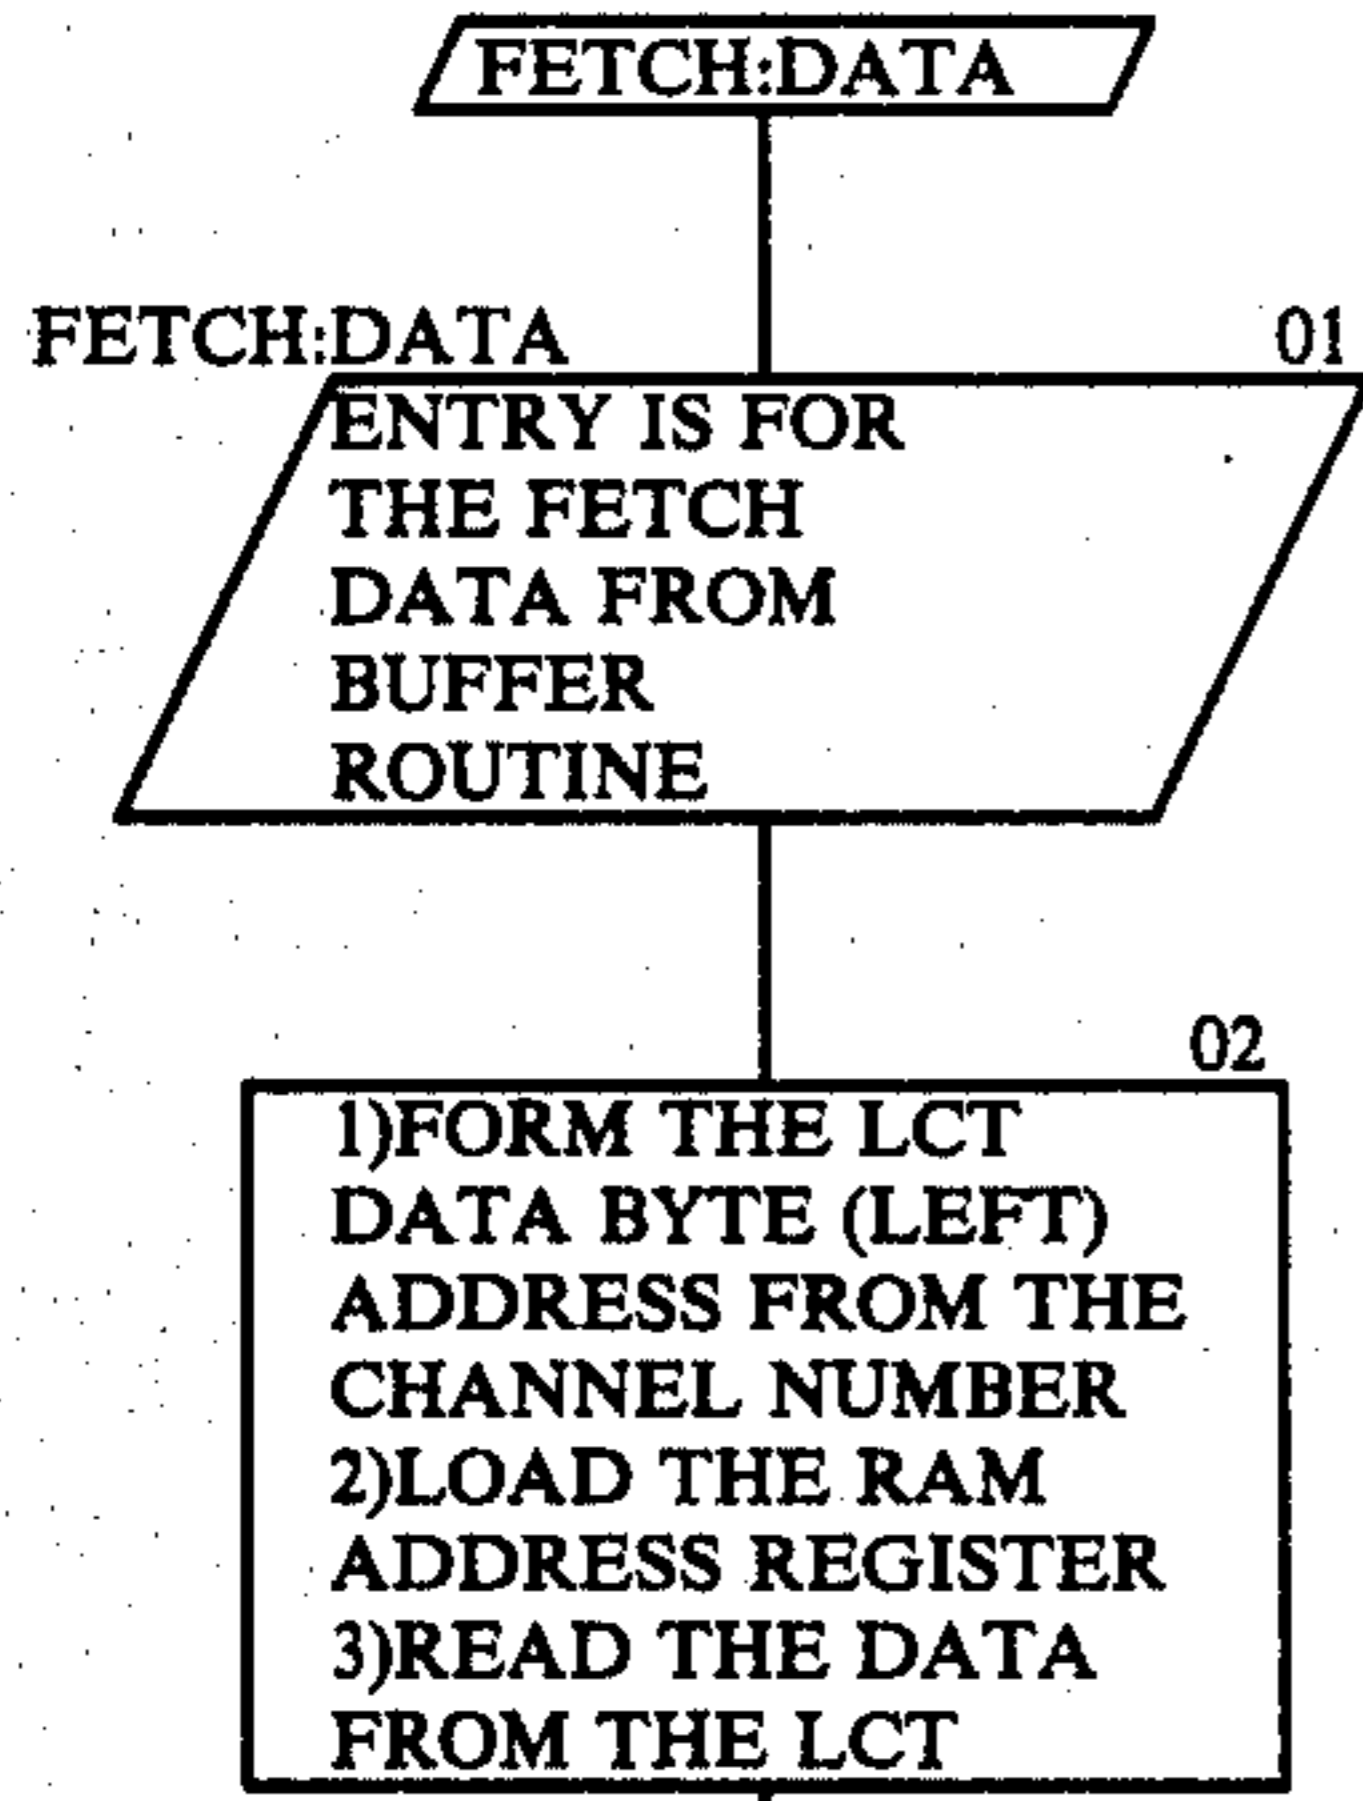 FETCH:DATA
FETCH:DATA 01
ENTRY IS FOR
THE FETCH
DATA FROM
BUFFER
ROUTINE
02
1)FORM THE LCT
DATA BYTE (LEFT)
ADDRESS FROM THE
CHANNEL NUMBER
2)LOAD THE RAM
ADDRESS REGISTER
3)READ THE DATA
FROM THE LCT